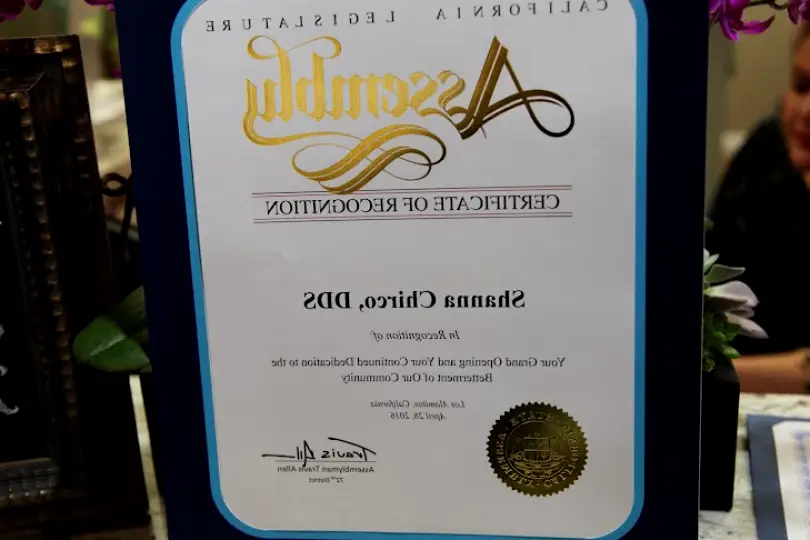 CALIFORNIA LEGISLATURE
Assembly
CERTIFICATE OF RECOGNITION
Shanna Chirco, DDS
In Recognition of:
Your Grand Opening and Your Continued Dedication to the
Betterment of Our Community
Los Alamitos, California
April 28, 2016
Travis Allen
Assemblyman Travis Allen
72nd District